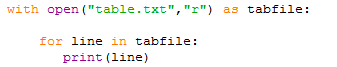 with open("table.txt","r") as tabfile:
for line in tabfile:
print(line)